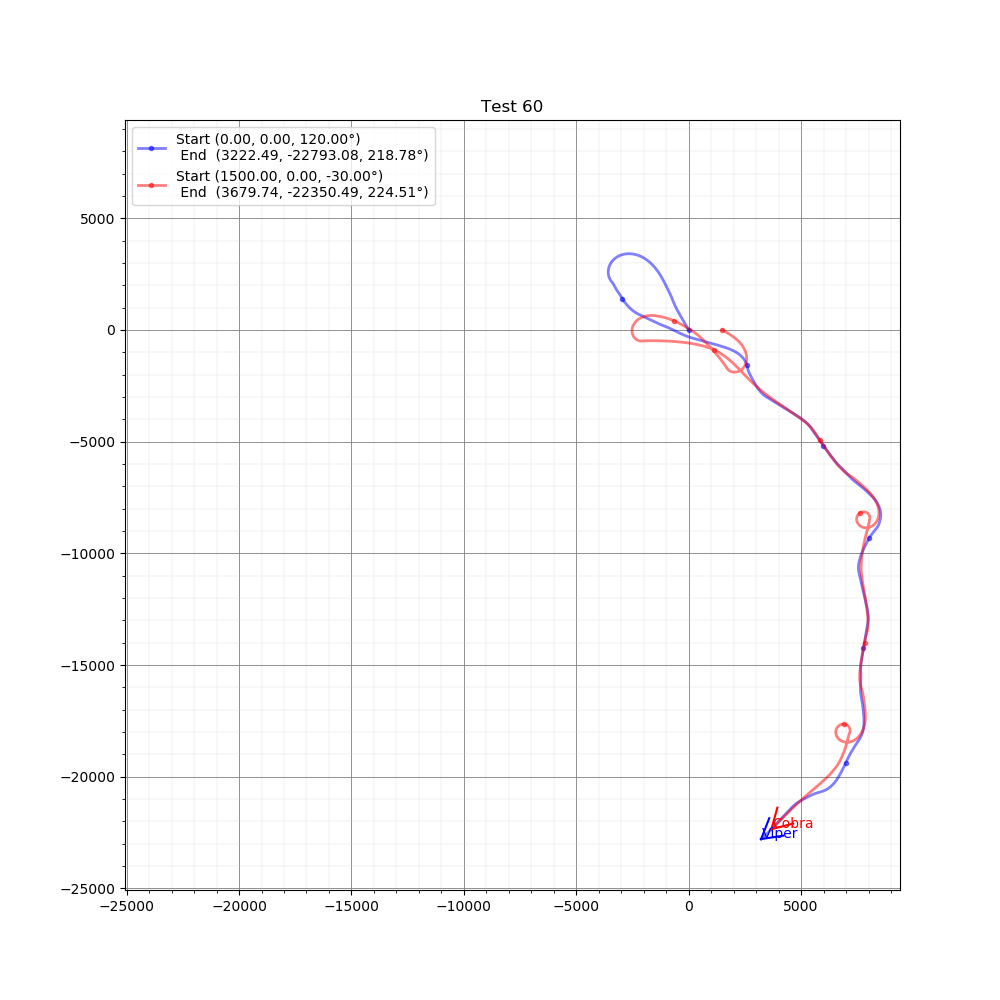 Test 60
Start (0.00, 0.00, 120.00°)
End (3222.49, -22793.08, 218.78°)
Start (1500.00, 0.00, -30.00°)
End (3679.74, -22350.49, 224.51°)
5000
0
−5000
−10000
−15000
−20000
−25000
Cobra
Viper
−25000 −20000 −15000 −10000 −5000 0 5000